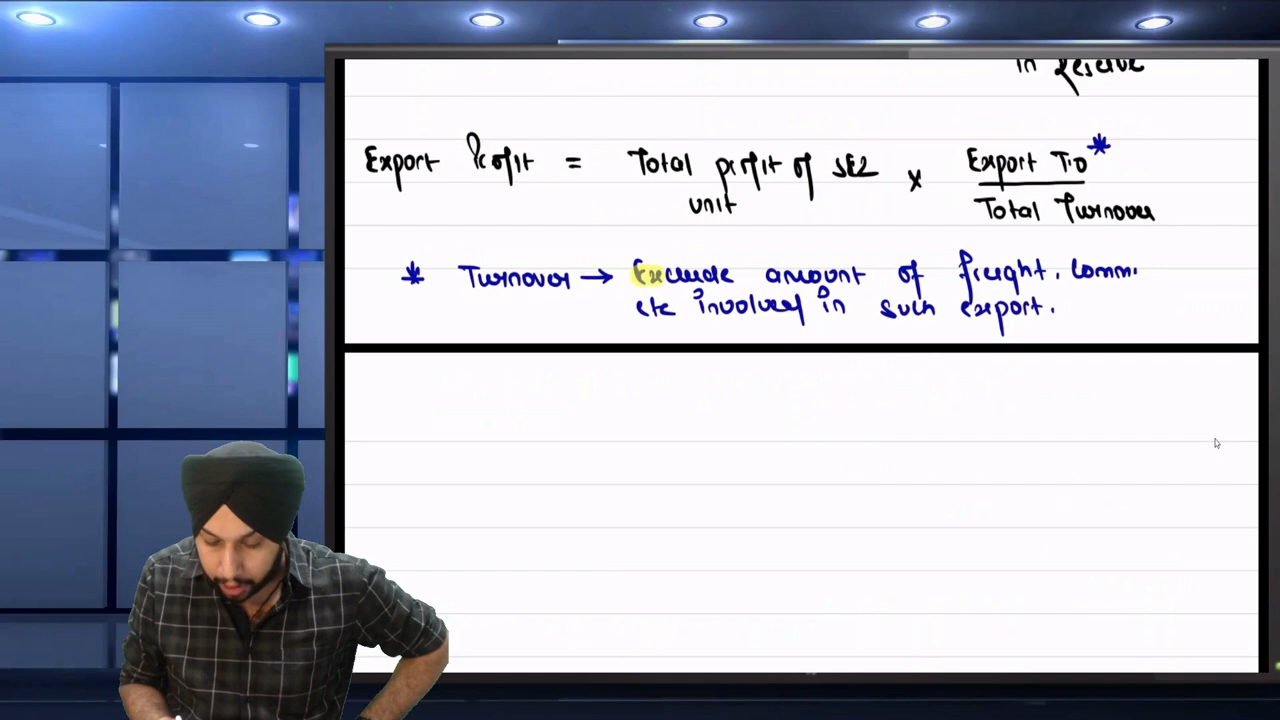 in Reserve
Export Profit = Total profit of SEZ unit × Export T.O*
Total Turnover
* Turnover → Exclude amount of freight, comm.
etc involved in such export.